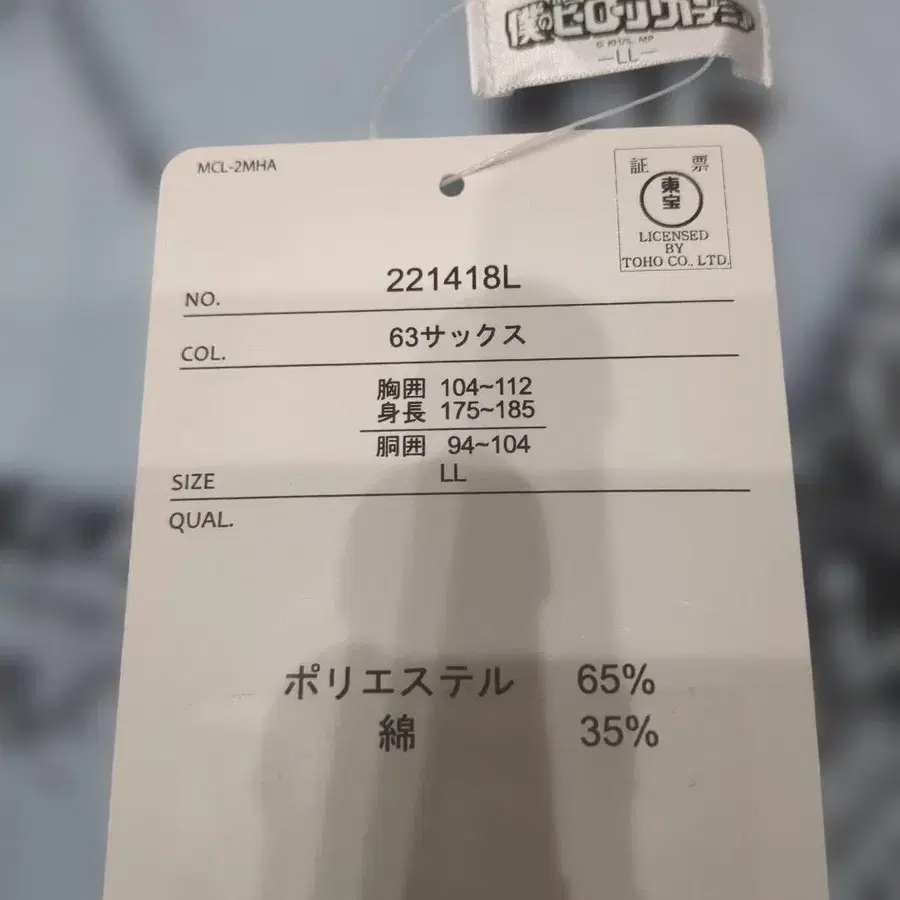 僕のヒーローアカデミア
—LL—
MCL-2MHA
証 票
東宝
LICENSED
BY
TOHO CO., LTD.
NO. 221418L
COL. 63サックス
胸囲 104~112
身長 175~185
胴囲 94~104
SIZE LL
QUAL.
ポリエステル 65%
綿 35%